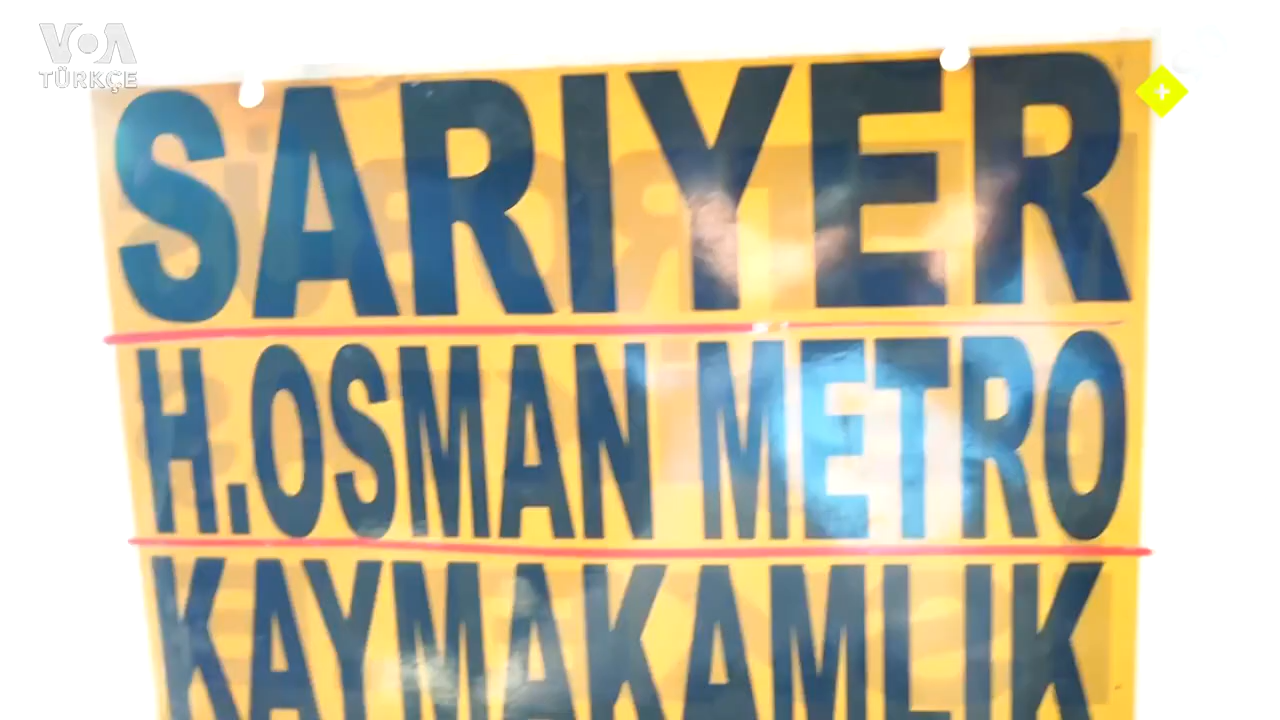 VOA
TÜRKÇE
SARIYER
H.OSMAN METRO
KAYMAKAMLIK